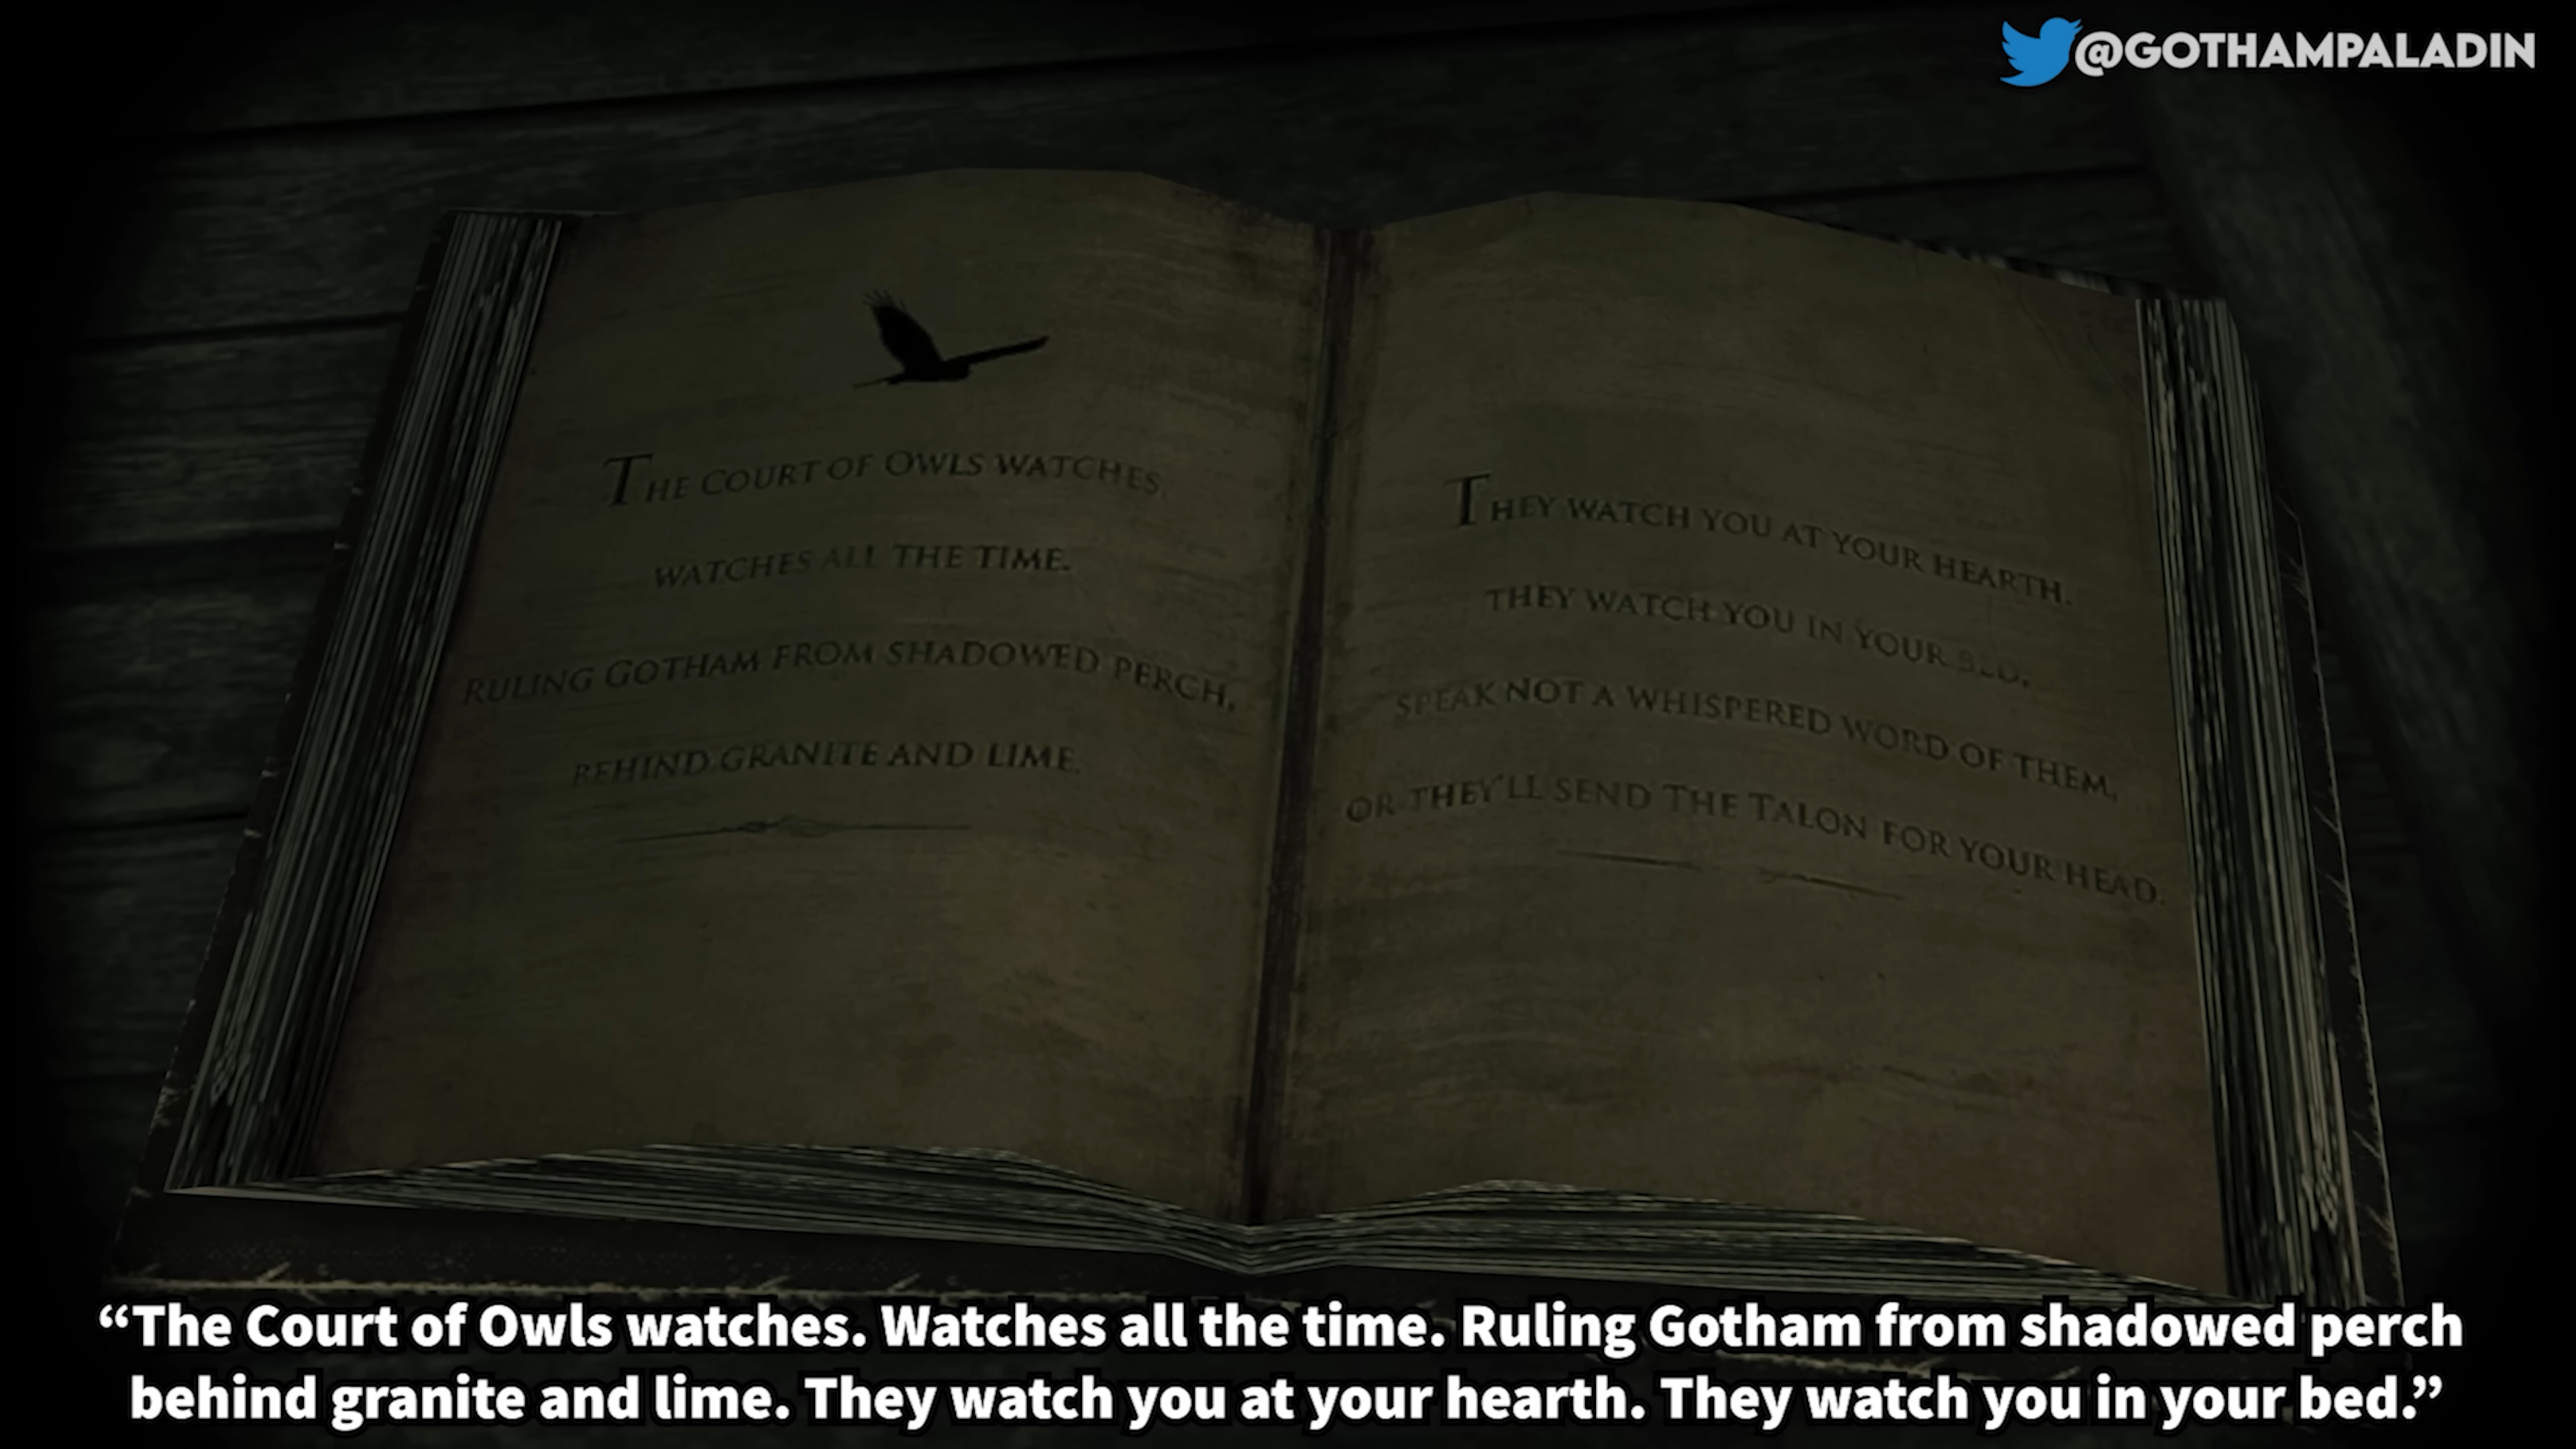 @GOTHAMPALADIN
THE COURT OF OWLS WATCHES,
WATCHES ALL THE TIME.
RULING GOTHAM FROM SHADOWED PERCH,
BEHIND GRANITE AND LIME.
THEY WATCH YOU AT YOUR HEARTH.
THEY WATCH YOU IN YOUR BED,
SPEAK NOT A WHISPERED WORD OF THEM,
OR THEY'LL SEND THE TALON FOR YOUR HEAD.
“The Court of Owls watches. Watches all the time. Ruling Gotham from shadowed perch
behind granite and lime. They watch you at your hearth. They watch you in your bed.”